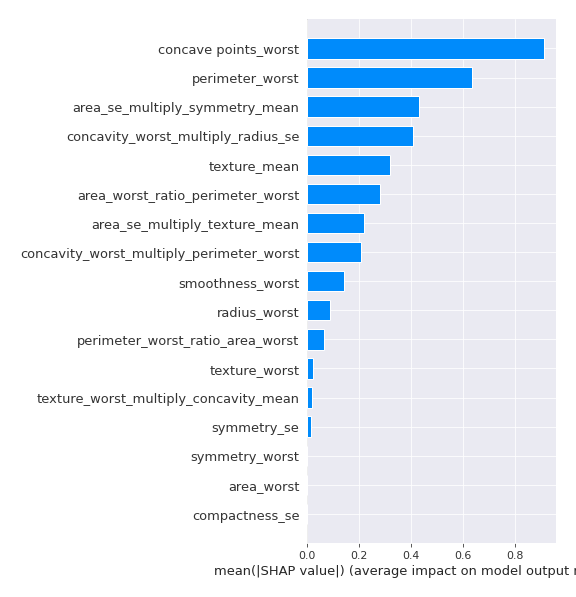 concave points_worst
perimeter_worst
area_se_multiply_symmetry_mean
concavity_worst_multiply_radius_se
texture_mean
area_worst_ratio_perimeter_worst
area_se_multiply_texture_mean
concavity_worst_multiply_perimeter_worst
smoothness_worst
radius_worst
perimeter_worst_ratio_area_worst
texture_worst
texture_worst_multiply_concavity_mean
symmetry_se
symmetry_worst
area_worst
compactness_se
0.0 0.2 0.4 0.6 0.8
mean(|SHAP value|) (average impact on model output